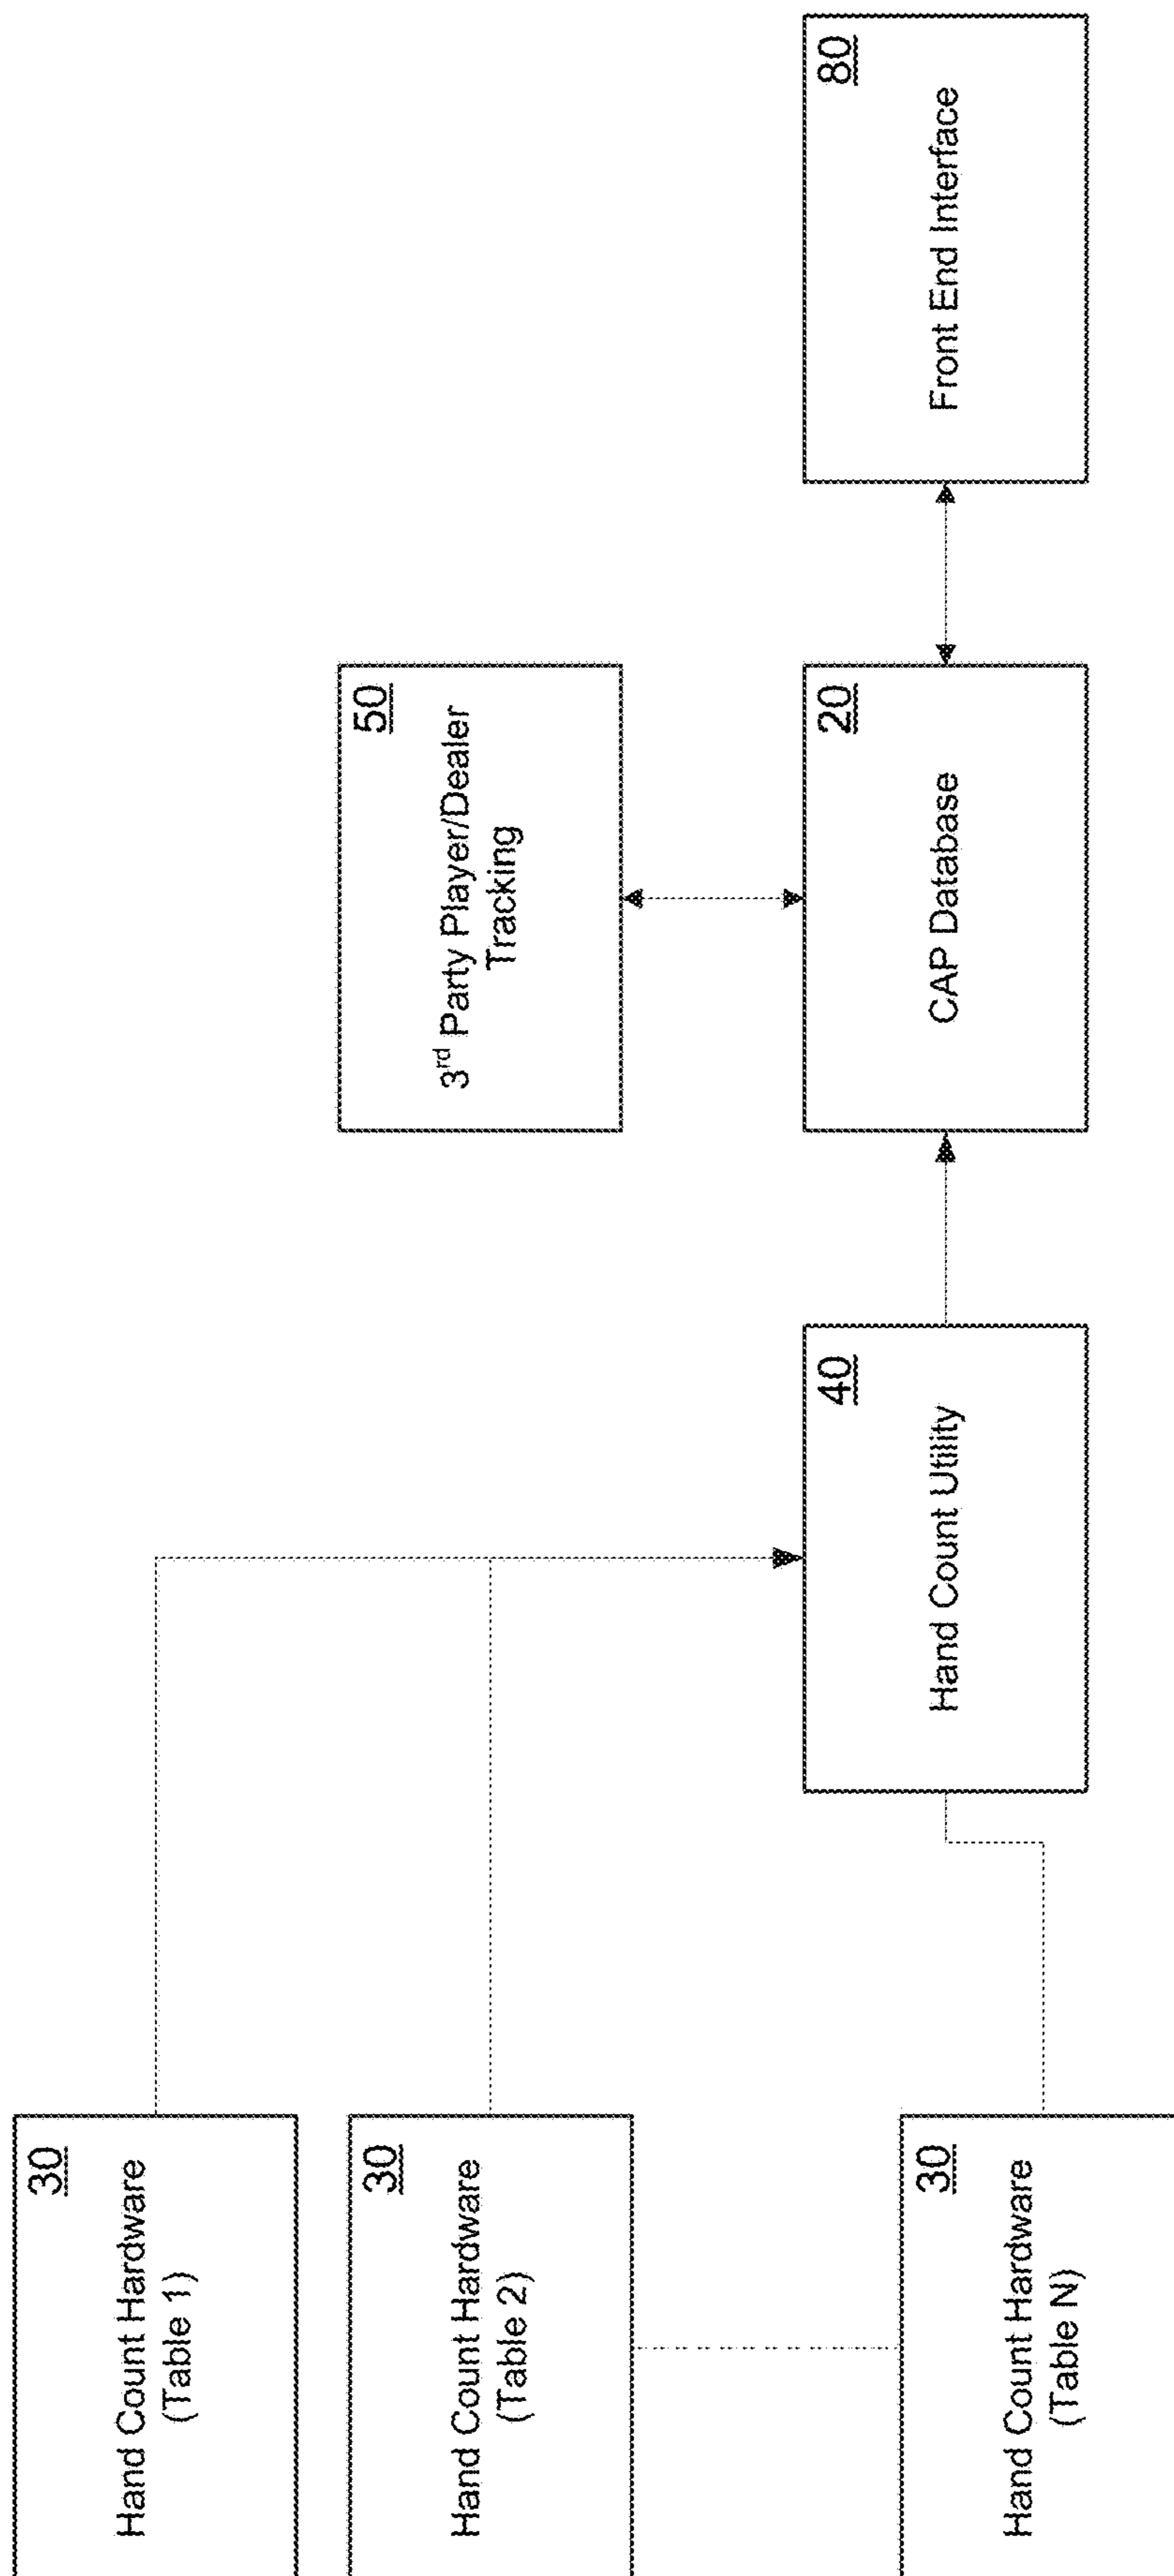 30
Hand Count Hardware
(Table 1)
30
Hand Count Hardware
(Table 2)
30
Hand Count Hardware
(Table N)
40
Hand Count Utility
50
3rd Party Player/Dealer
Tracking
20
CAP Database
80
Front End Interface